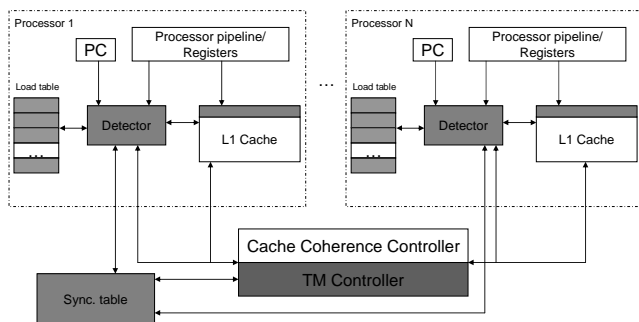 Processor 1
PC
Processor pipeline/
Registers
Load table
Detector
L1 Cache
...
...
Processor N
PC
Processor pipeline/
Registers
Load table
Detector
L1 Cache
...
Cache Coherence Controller
TM Controller
Sync. table